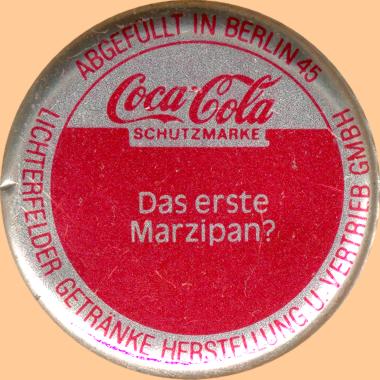 ABGEFÜLLT IN BERLIN 45
Coca-Cola
SCHUTZMARKE
Das erste
Marzipan?
LICHTERFELDER GETRÄNKE HERSTELLUNG U. VERTRIEB GMBH